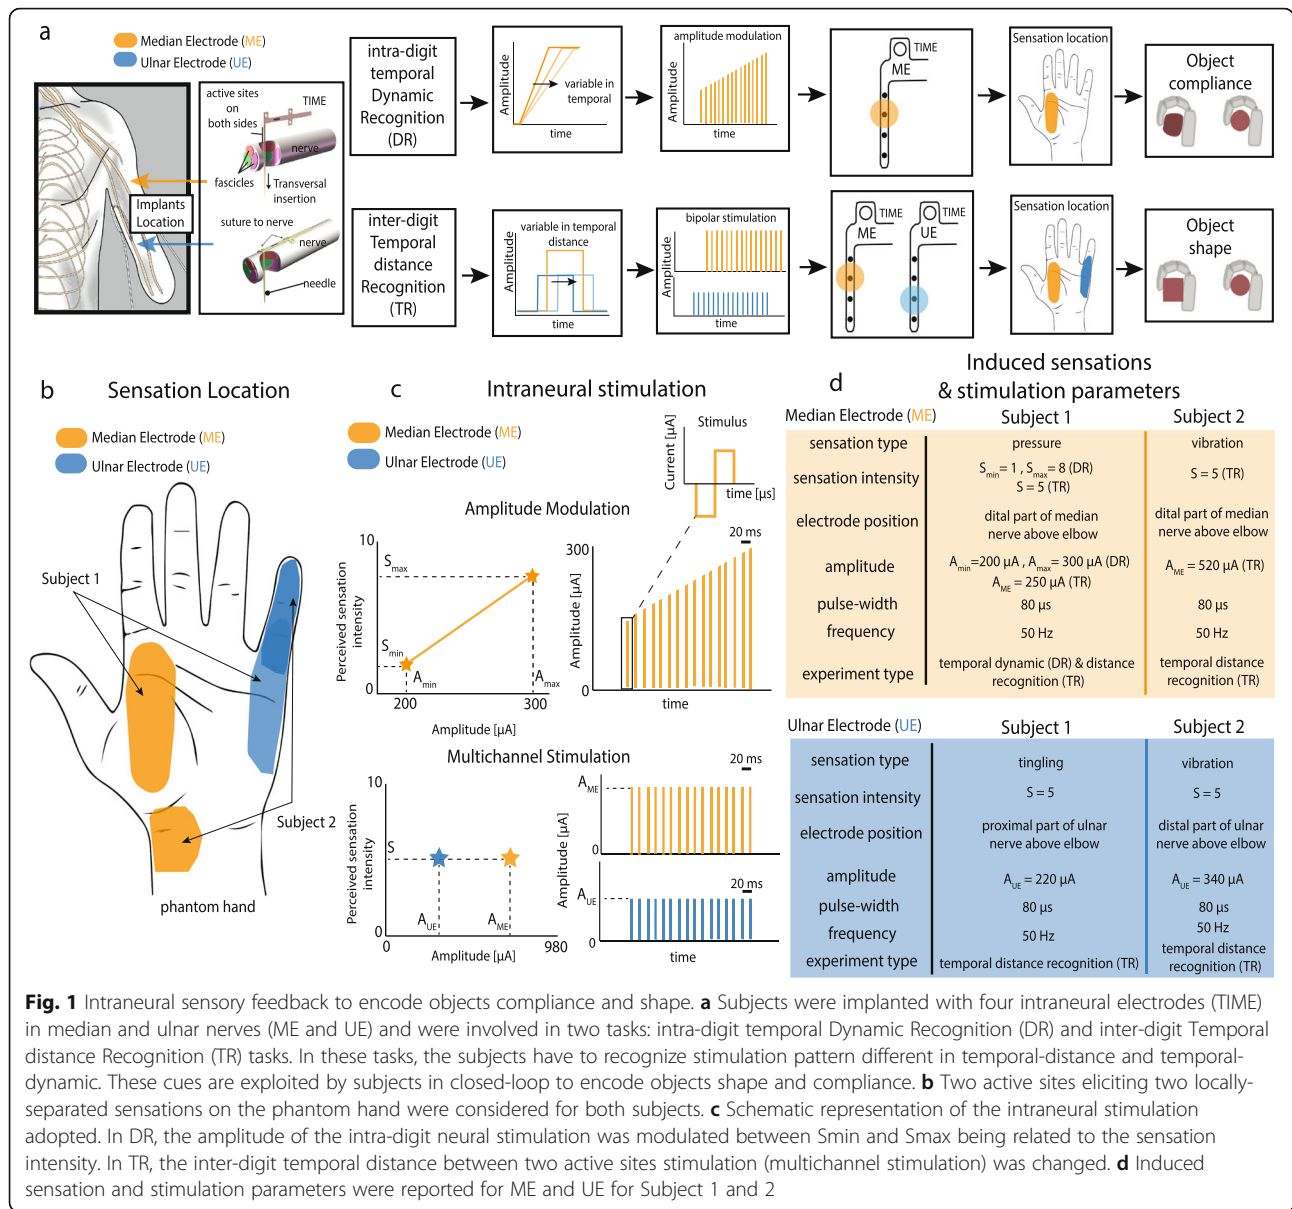 a
Median Electrode (ME)
Ulnar Electrode (UE)
active sites
on
both sides
TIME
nerve
fascicles
Transversal
insertion
Implants
Location
suture to nerve
nerve
needle
intra-digit
temporal
Dynamic
Recognition
(DR)
Amplitude
variable in
temporal
time
amplitude modulation
Amplitude
time
TIME
ME
Sensation location
Object
compliance
inter-digit
Temporal
distance
Recognition
(TR)
variable in temporal
distance
Amplitude
time
bipolar stimulation
Amplitude
time
TIME
ME
TIME
UE
Sensation location
Object
shape
b Sensation Location
Median Electrode (ME)
Ulnar Electrode (UE)
Subject 1
Subject 2
phantom hand
c Intraneural stimulation
Median Electrode (ME)
Ulnar Electrode (UE)
Stimulus
Current [µA]
time [µs]
Amplitude Modulation
10
Smax
Smin
0
Perceived sensation
intensity
Amin
Amax
200
300
Amplitude [µA]
20 ms
300
Amplitude [µA]
0
time
Multichannel Stimulation
10
S
0
Perceived sensation
intensity
AUE
AME
0
980
Amplitude [µA]
20 ms
AME
0
Amplitude [µA]
20 ms
AUE
0
time
d Induced sensations
& stimulation parameters
Median Electrode (ME) Subject 1 Subject 2
sensation type pressure vibration
sensation intensity Smin= 1 , Smax= 8 (DR)
S = 5 (TR) S = 5 (TR)
electrode position dital part of median
nerve above elbow dital part of median
nerve above elbow
amplitude Amin=200 µA , Amax= 300 µA (DR)
AME = 250 µA (TR) AME = 520 µA (TR)
pulse-width 80 µs 80 µs
frequency 50 Hz 50 Hz
experiment type temporal dynamic (DR) & distance
recognition (TR) temporal distance
recognition (TR)
Ulnar Electrode (UE) Subject 1 Subject 2
sensation type tingling vibration
sensation intensity S = 5 S = 5
electrode position proximal part of ulnar
nerve above elbow distal part of ulnar
nerve above elbow
amplitude AUE = 220 µA AUE = 340 µA
pulse-width 80 µs 80 µs
frequency 50 Hz 50 Hz
experiment type temporal distance recognition (TR) temporal distance
recognition (TR)
Fig. 1 Intraneural sensory feedback to encode objects compliance and shape. a Subjects were implanted with four intraneural electrodes (TIME)
in median and ulnar nerves (ME and UE) and were involved in two tasks: intra-digit temporal Dynamic Recognition (DR) and inter-digit Temporal
distance Recognition (TR) tasks. In these tasks, the subjects have to recognize stimulation pattern different in temporal-distance and temporal-
dynamic. These cues are exploited by subjects in closed-loop to encode objects shape and compliance. b Two active sites eliciting two locally-
separated sensations on the phantom hand were considered for both subjects. c Schematic representation of the intraneural stimulation
adopted. In DR, the amplitude of the intra-digit neural stimulation was modulated between Smin and Smax being related to the sensation
intensity. In TR, the inter-digit temporal distance between two active sites stimulation (multichannel stimulation) was changed. d Induced
sensation and stimulation parameters were reported for ME and UE for Subject 1 and 2